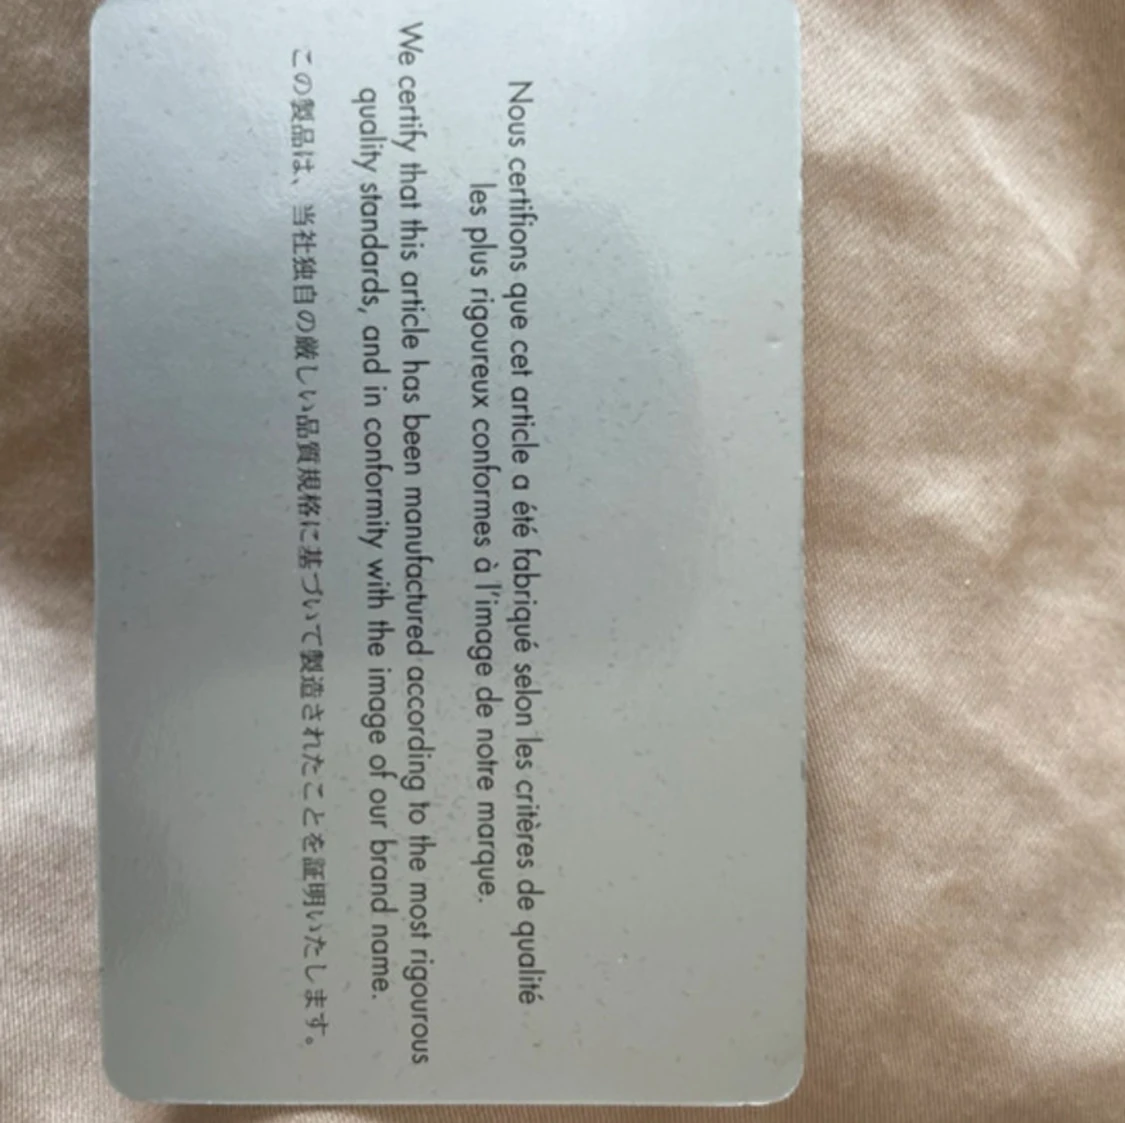 Nous certifions que cet article a été fabriqué selon les critères de qualité
les plus rigoureux conformes à l'image de notre marque.
We certify that this article has been manufactured according to the most rigourous
quality standards, and in conformity with the image of our brand name.
この製品は、当社独自の厳しい品質規格に基づいて製造されたことを証明いたします。